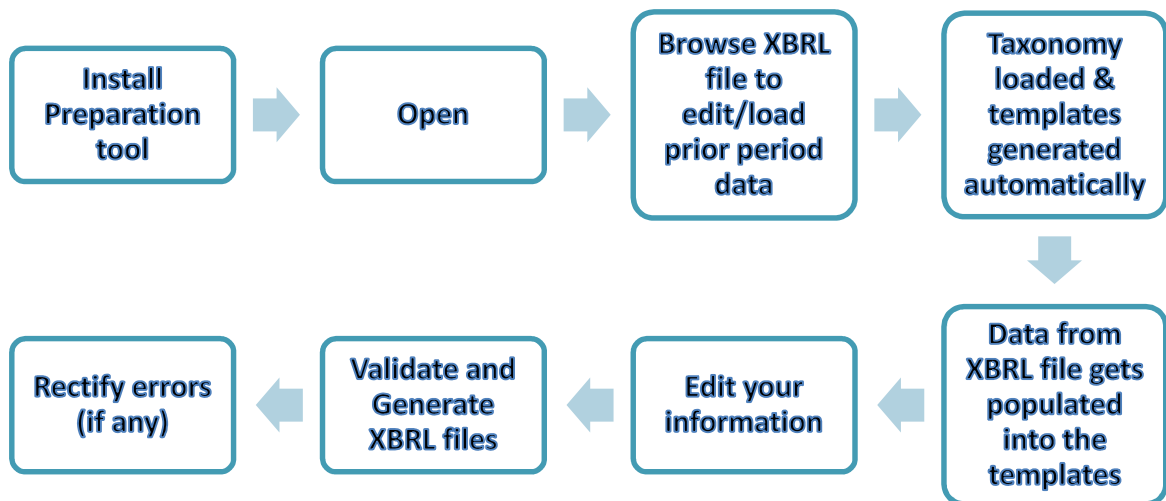 Install
Preparation
tool
Open
Browse XBRL
file to
edit/load
prior period
data
Taxonomy
loaded &
templates
generated
automatically
Data from
XBRL file gets
populated
into the
templates
Edit your
information
Validate and
Generate
XBRL files
Rectify errors
(if any)